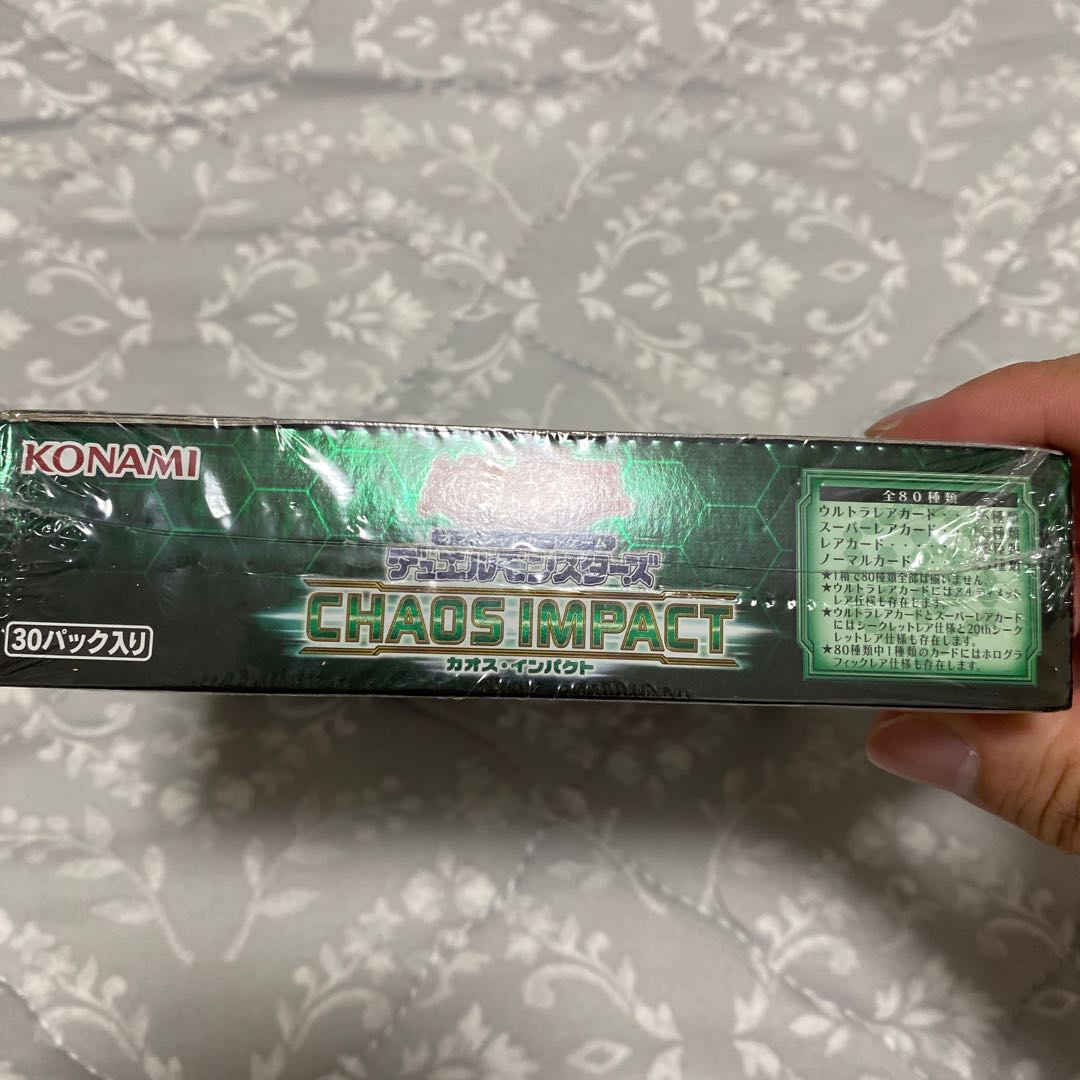 KONAMI
デュエルモンスターズ
CHAOS IMPACT
カオス・インパクト
30パック入り
全80種類
ウルトラレアカード・
スーパーレアカード・
レアカード・・・・・
ノーマルカード・
★1箱で80種類全部は揃いません
★ウルトラレアカードにはアルティメット
レア仕様も存在します。
★ウルトラレアカードとスーパーレアカード
にはシークレットレア仕様と20thシーク
レットレア仕様も存在します。
★80種類中1種類のカードにはホログラ
フィックレア仕様も存在します。